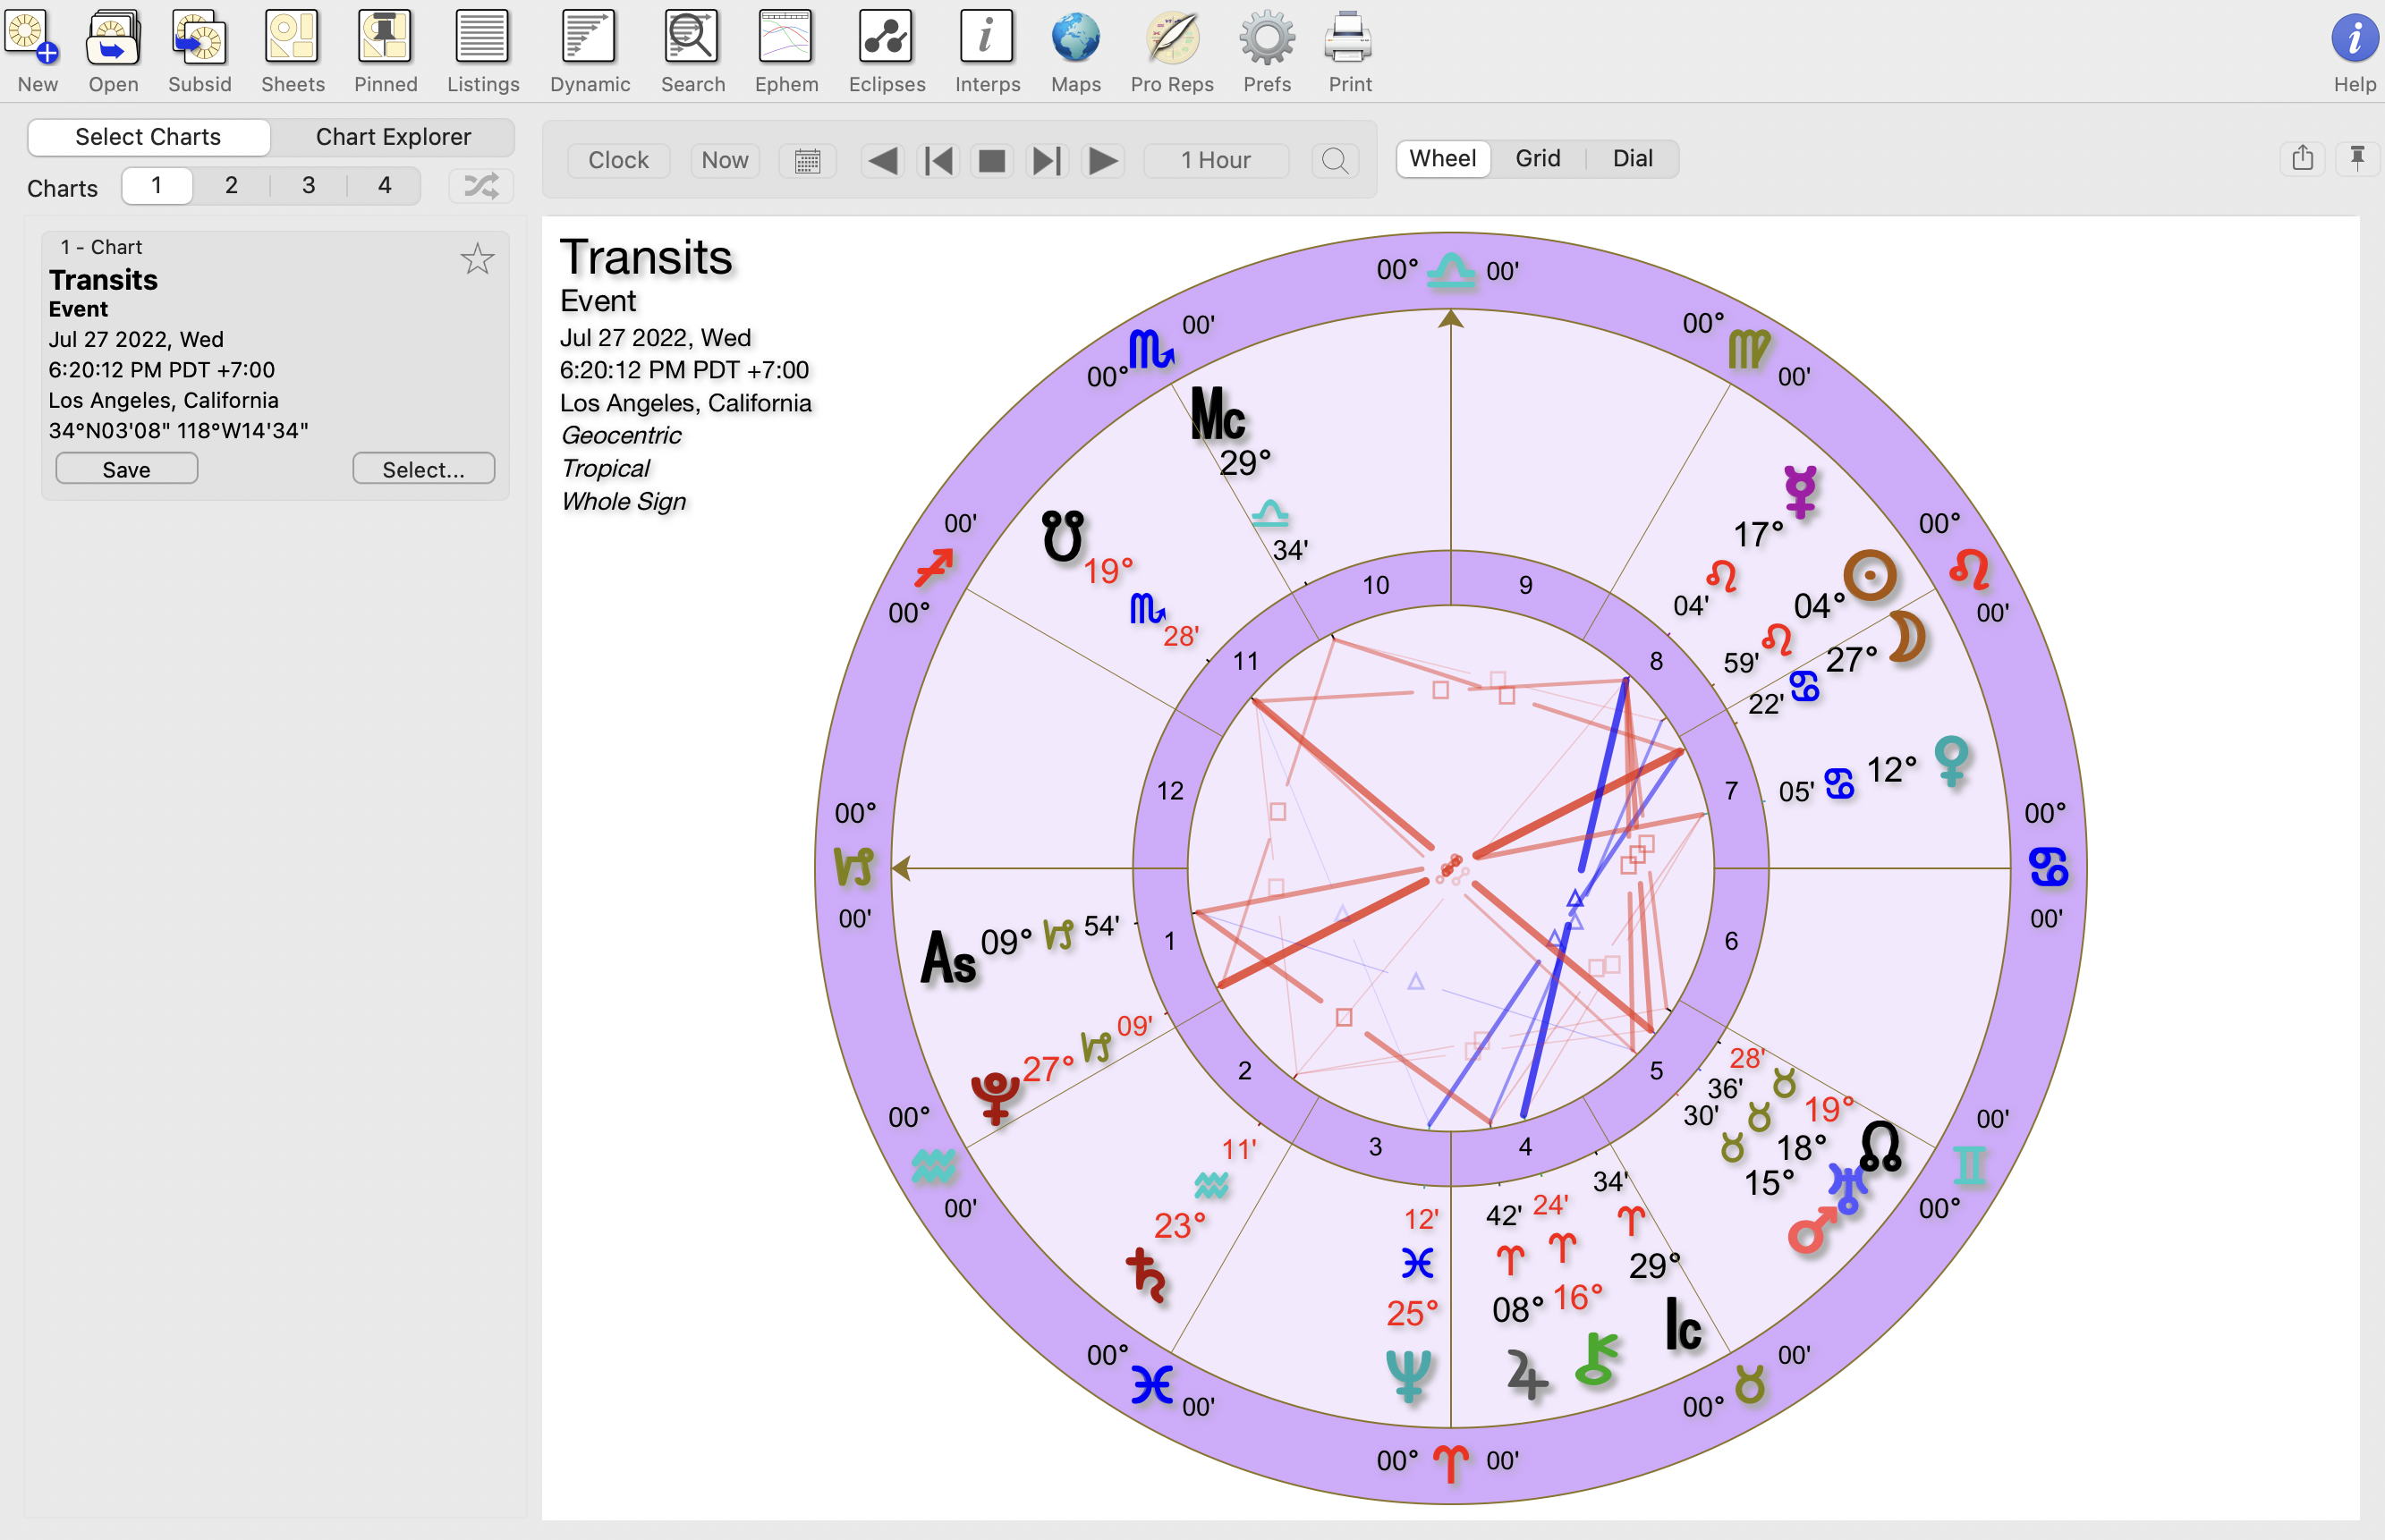 New Open Subsid Sheets Pinned Listings Dynamic Search Ephem Eclipses Interps Maps Pro Reps Prefs Print Help
Select Charts Chart Explorer
Clock Now 1 Hour Wheel Grid Dial
Charts 1 2 3 4
1 - Chart
Transits
Event
Jul 27 2022, Wed
6:20:12 PM PDT +7:00
Los Angeles, California
34°N03'08" 118°W14'34"
Save Select...
Transits
Event
Jul 27 2022, Wed
6:20:12 PM PDT +7:00
Los Angeles, California
Geocentric
Tropical
Whole Sign
00° ♎ 00'
00° ♏ 00'
00° ♍ 00'
Mc 29° ♎ 34'
☿ 17° ♌ 04'
☋ 19° ♏ 28'
00° ♐ 00'
00° ♌ 00'
☉ 04° ♌ 59'
☽ 27° ♋ 22'
10 9
11 8
12 7
♀ 12° ♋ 05'
00° ♑ 00'
00° ♋ 00'
As 09° ♑ 54'
1 6
♇ 27° ♑ 09'
2 5
3 4
☊ 19° ♉ 28'
♅ 18° ♉ 36'
♂ 15° ♉ 30'
00° ♒ 00'
00° ♊ 00'
♄ 23° ♒ 11'
♆ 25° ♓ 12'
♃ 08° ♈ 42'
⚷ 16° ♈ 24'
Ic 29° ♈ 34'
00° ♓ 00'
00° ♉ 00'
00° ♈ 00'